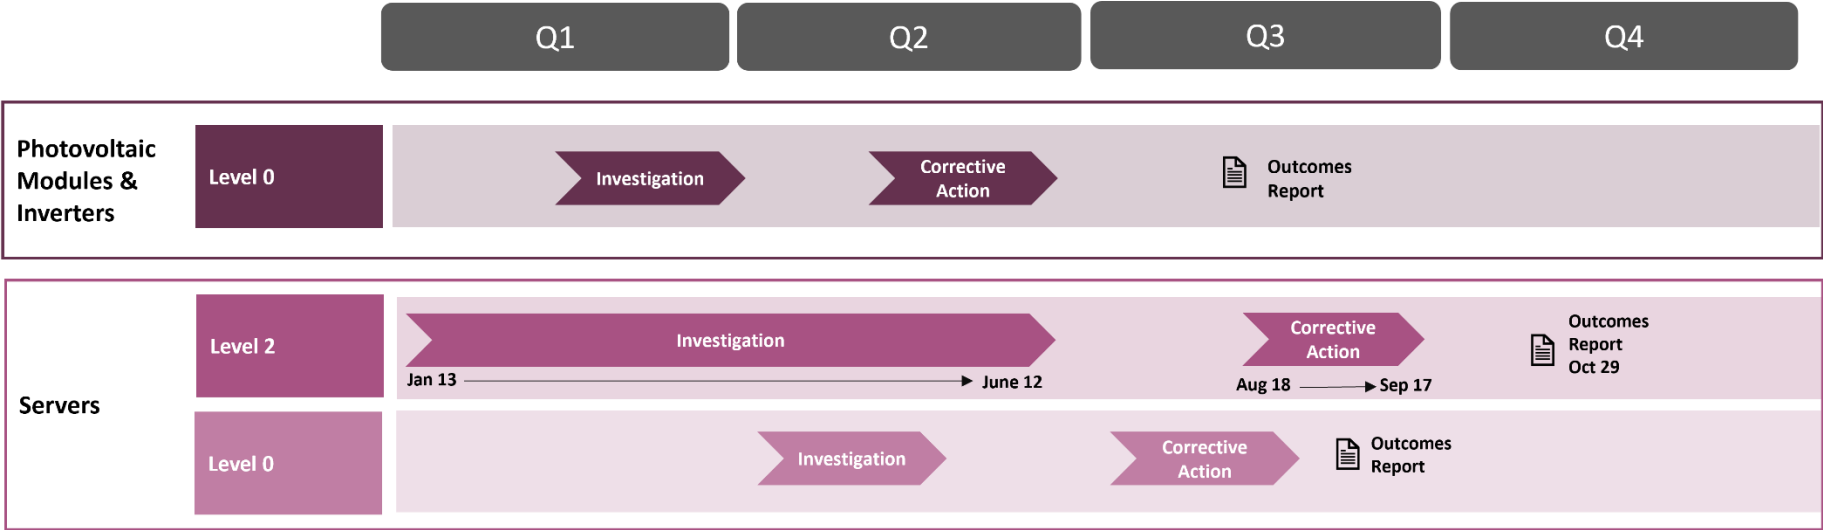 Q1
Q2
Q3
Q4
Photovoltaic
Modules &
Inverters
Level 0
Investigation
Corrective
Action
Outcomes
Report
Servers
Level 2
Investigation
Jan 13
June 12
Corrective
Action
Aug 18
Sep 17
Outcomes
Report
Oct 29
Level 0
Investigation
Corrective
Action
Outcomes
Report